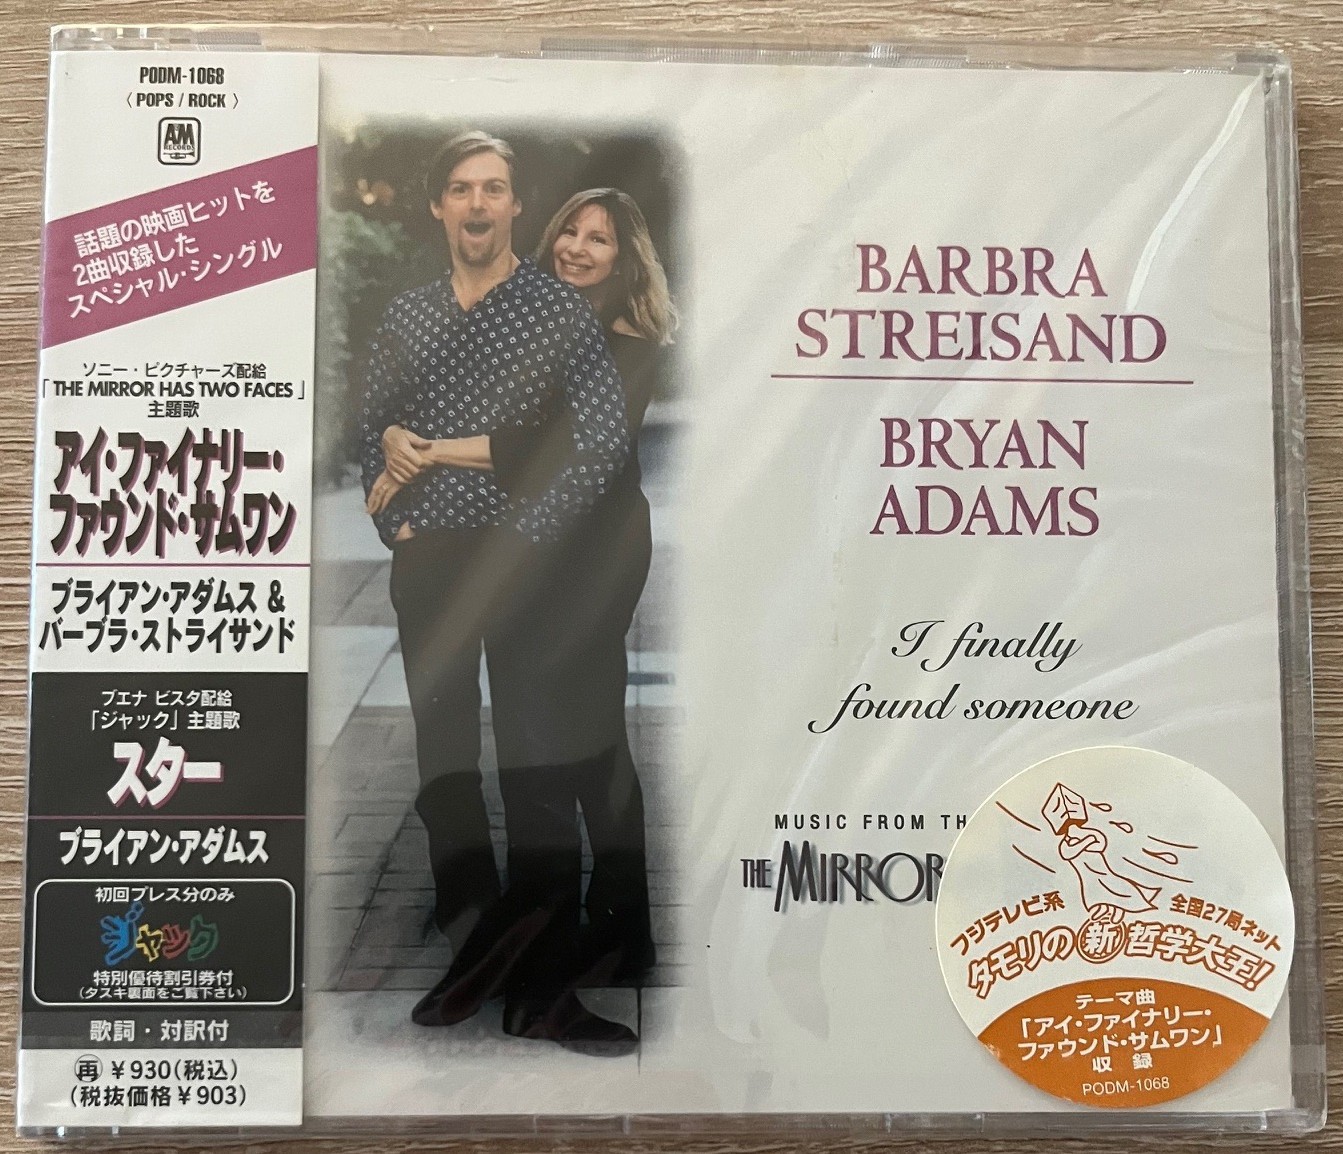 PODM-1068
〈 POPS / ROCK 〉
A&M
RECORDS
話題の映画ヒットを
2曲収録した
スペシャル・シングル
ソニー・ピクチャーズ配給
「THE MIRROR HAS TWO FACES」
主題歌
アイ・ファイナリー・
ファウンド・サムワン
ブライアン・アダムス &
バーブラ・ストライサンド
ブエナ ビスタ配給
「ジャック」主題歌
スター
ブライアン・アダムス
初回プレス分のみ
ジャック
特別優待割引券付
(タスキ裏面をご覧下さい)
歌詞・対訳付
再 ¥930(税込)
(税抜価格¥903)
BARBRA
STREISAND
BRYAN
ADAMS
I finally
found someone
MUSIC FROM TH
THE MIRROR
フジテレビ系 全国27局ネット
タモリの新哲学大王!
テーマ曲
「アイ・ファイナリー・
ファウンド・サムワン」
収録
PODM-1068